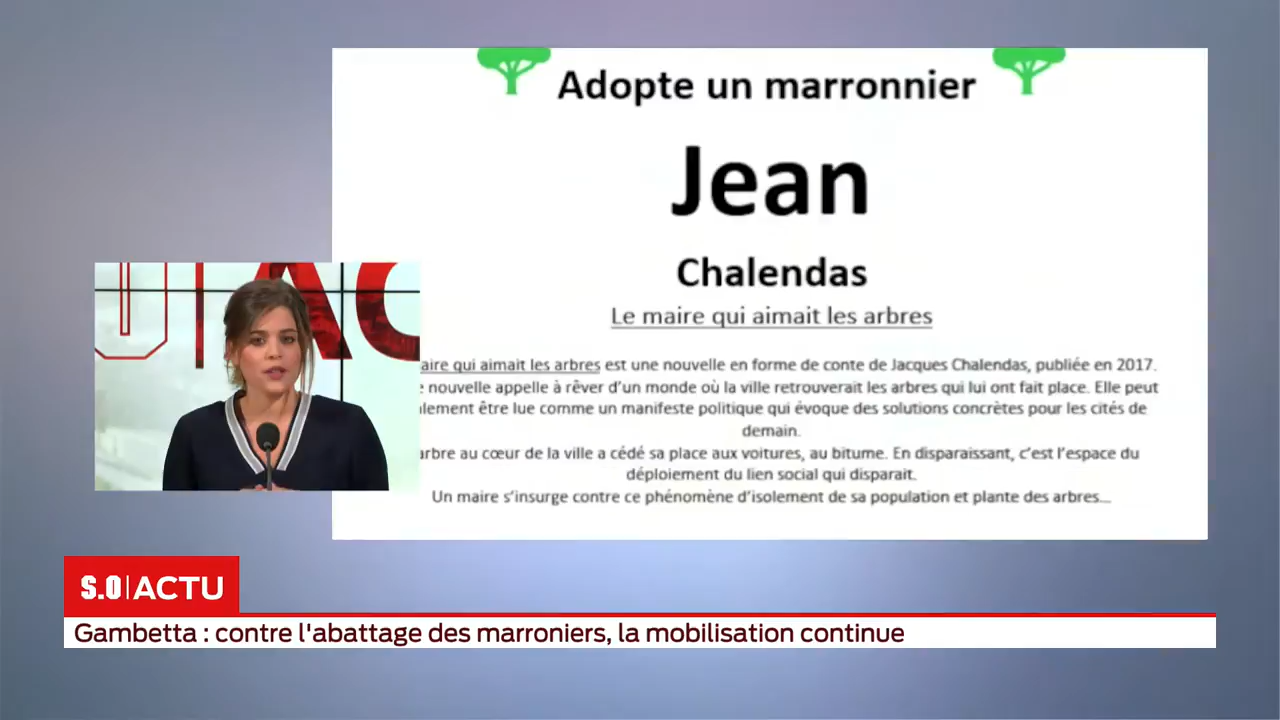 Adopte un marronnier
Jean
Chalendas
Le maire qui aimait les arbres
aire qui aimait les arbres est une nouvelle en forme de conte de Jacques Chalendas, publiée en 2017.
nouvelle appelle à rêver d'un monde où la ville retrouverait les arbres qui lui ont fait place. Elle peut
alement être lue comme un manifeste politique qui évoque des solutions concrètes pour les cités de
demain.
arbre au cœur de la ville a cédé sa place aux voitures, au bitume. En disparaissant, c'est l'espace du
déploiement du lien social qui disparait.
Un maire s'insurge contre ce phénomène d'isolement de sa population et plante des arbres...
U AC
S.O|ACTU
Gambetta : contre l'abattage des marroniers, la mobilisation continue